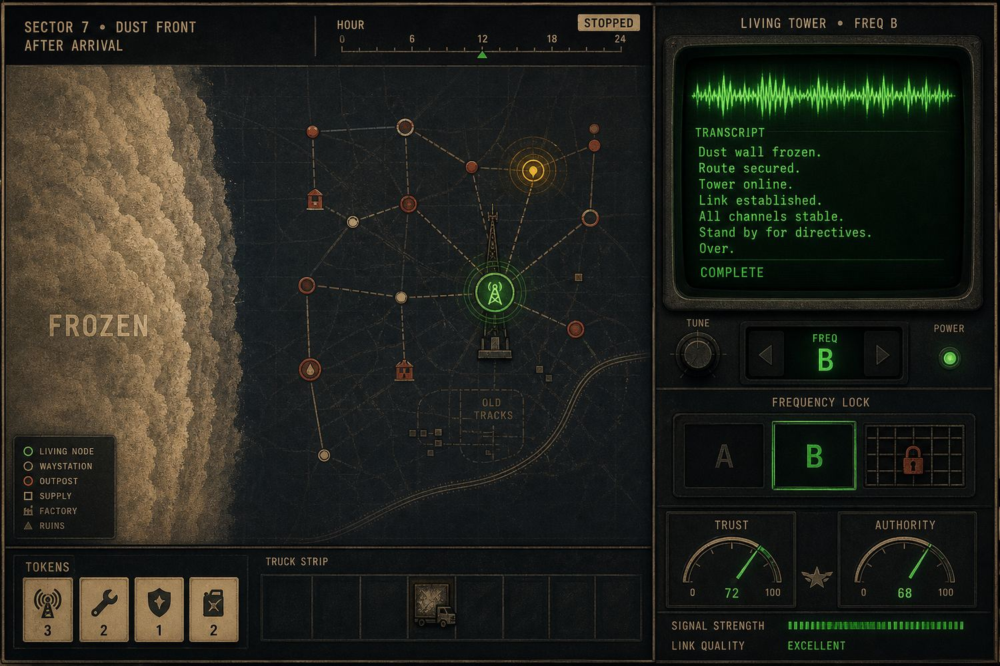 SECTOR 7 • DUST FRONT
AFTER ARRIVAL
HOUR
STOPPED
0 6 12 18 24
FROZEN
OLD
TRACKS
LIVING NODE
WAYSTATION
OUTPOST
SUPPLY
FACTORY
RUINS
TOKENS
3 2 1 2
TRUCK STRIP
LIVING TOWER • FREQ B
TRANSCRIPT
Dust wall frozen.
Route secured.
Tower online.
Link established.
All channels stable.
Stand by for directives.
Over.
COMPLETE
TUNE
FREQ
B
POWER
FREQUENCY LOCK
A B
TRUST
0 72 100
AUTHORITY
0 68 100
SIGNAL STRENGTH
LINK QUALITY EXCELLENT